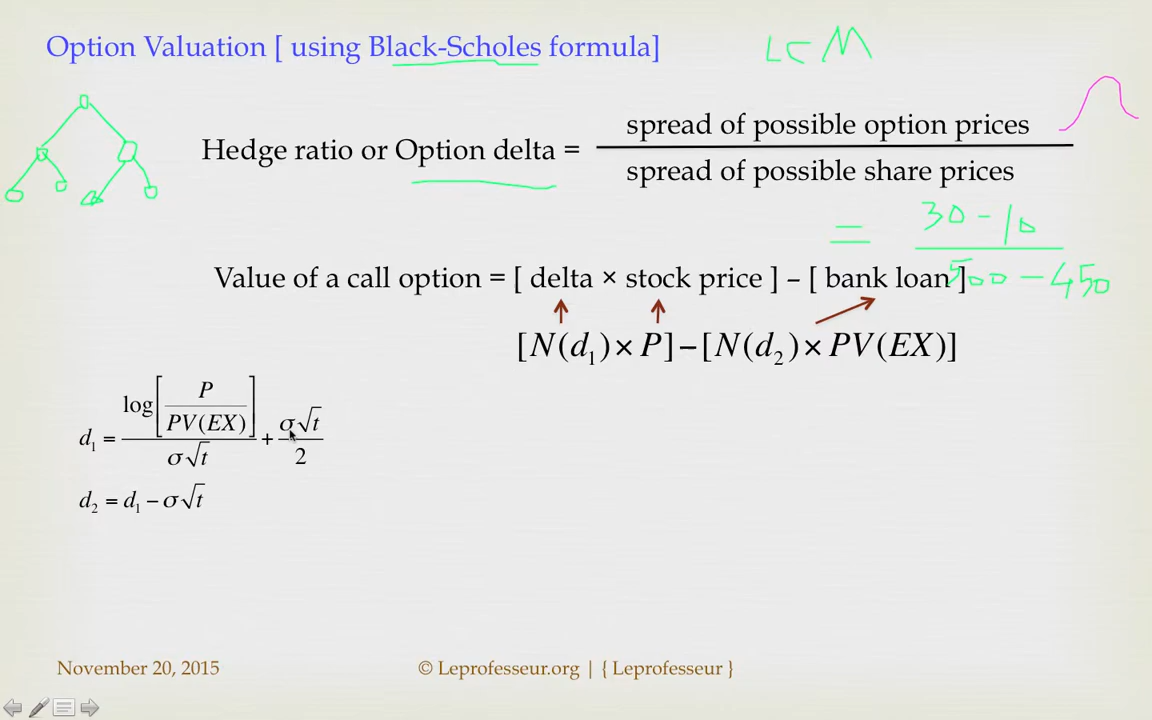 Option Valuation [ using Black-Scholes formula]
LCM
Hedge ratio or Option delta = spread of possible option prices / spread of possible share prices
= 30 - 10 / 500 - 450
Value of a call option = [ delta × stock price ] – [ bank loan ]
[N(d₁) × P] – [N(d₂) × PV(EX)]
d₁ = log[P / PV(EX)] / σ√t + σ√t / 2
d₂ = d₁ – σ√t
November 20, 2015
© Leprofesseur.org | { Leprofesseur }